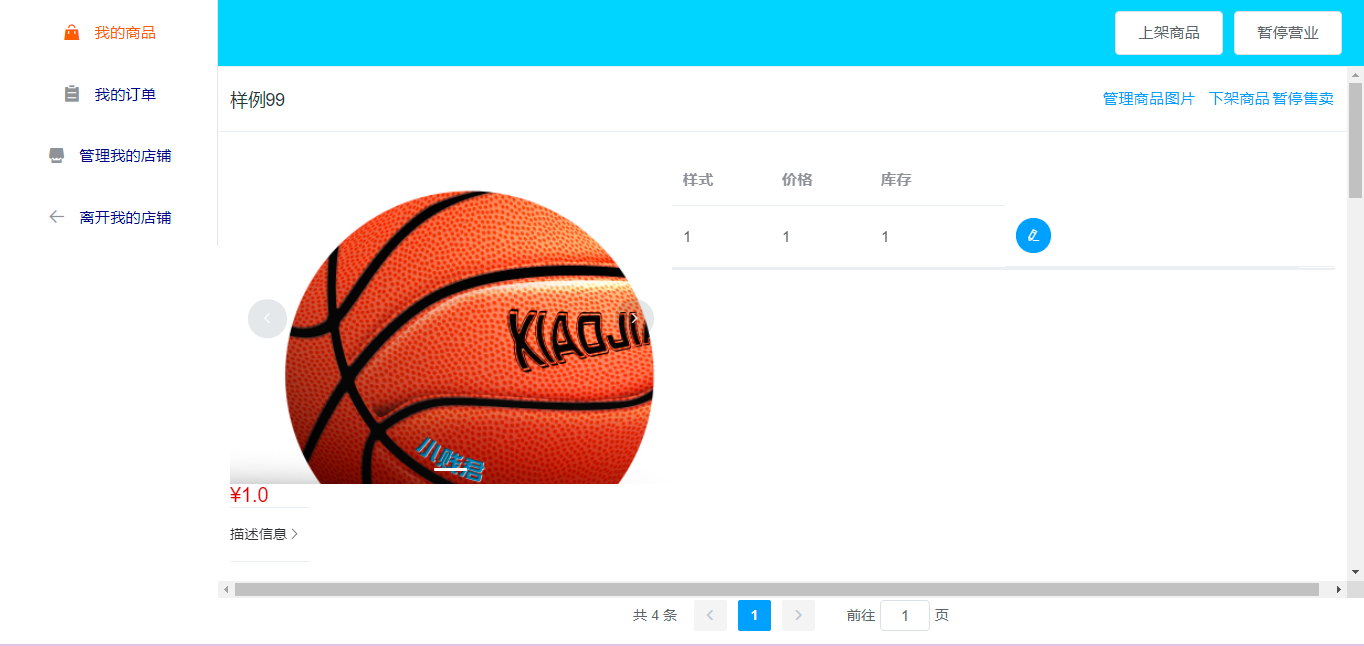 我的商品
我的订单
管理我的店铺
离开我的店铺
上架商品 暂停营业
样例99
管理商品图片 下架商品 暂停售卖
样式 价格 库存
1 1 1
KIAOJI
小贱君
¥1.0
描述信息
共 4 条 1 前往 1 页